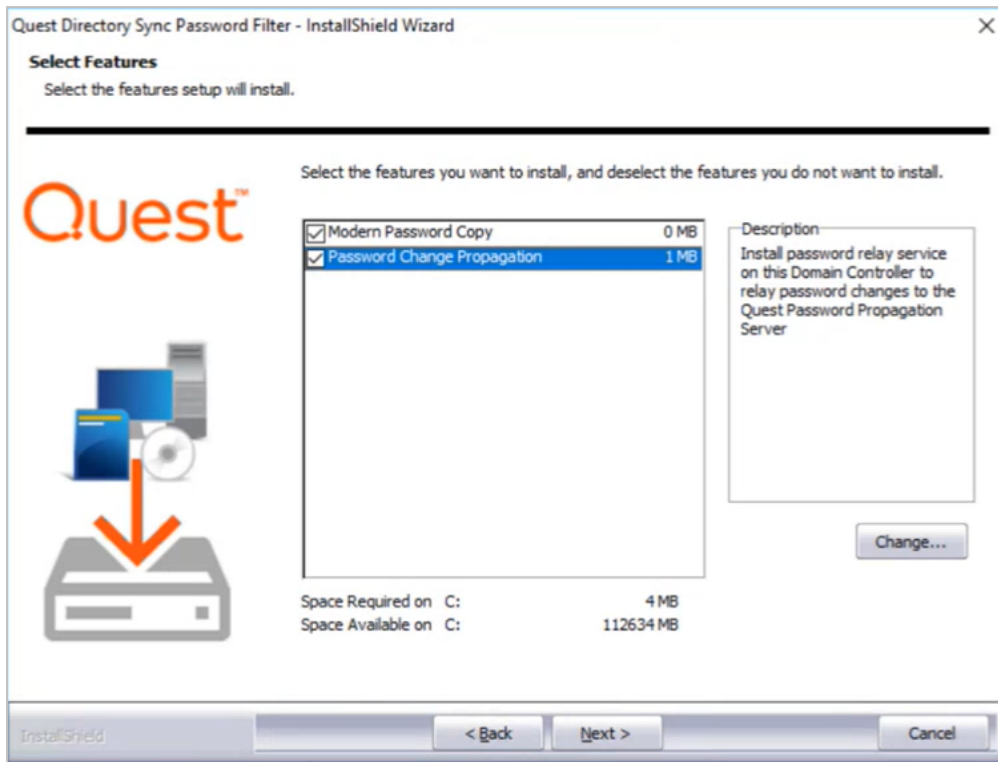 Quest Directory Sync Password Filter - InstallShield Wizard
Select Features
Select the features setup will install.
Select the features you want to install, and deselect the features you do not want to install.
Quest™
Modern Password Copy 0 MB
Password Change Propagation 1 MB
Description
Install password relay service
on this Domain Controller to
relay password changes to the
Quest Password Propagation
Server
Change...
Space Required on C: 4 MB
Space Available on C: 112634 MB
InstallShield
< Back
Next >
Cancel